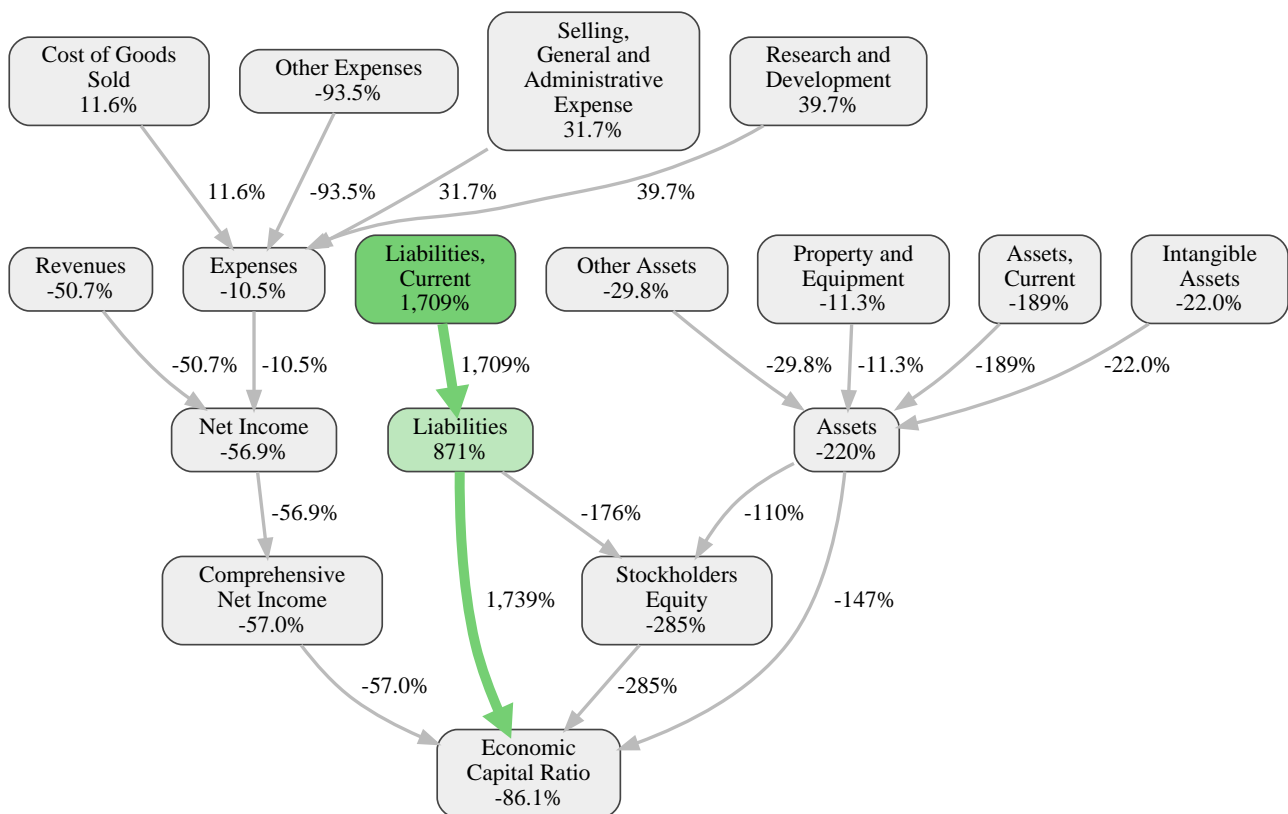 Cost of Goods
Sold
11.6%
Other Expenses
-93.5%
Selling,
General and
Administrative
Expense
31.7%
Research and
Development
39.7%
11.6%
-93.5%
31.7%
39.7%
Revenues
-50.7%
Expenses
-10.5%
Liabilities,
Current
1,709%
Other Assets
-29.8%
Property and
Equipment
-11.3%
Assets,
Current
-189%
Intangible
Assets
-22.0%
-50.7%
-10.5%
1,709%
-29.8%
-11.3%
-189%
-22.0%
Net Income
-56.9%
Liabilities
871%
Assets
-220%
-56.9%
-176%
-110%
Comprehensive
Net Income
-57.0%
1,739%
Stockholders
Equity
-285%
-147%
-57.0%
-285%
Economic
Capital Ratio
-86.1%